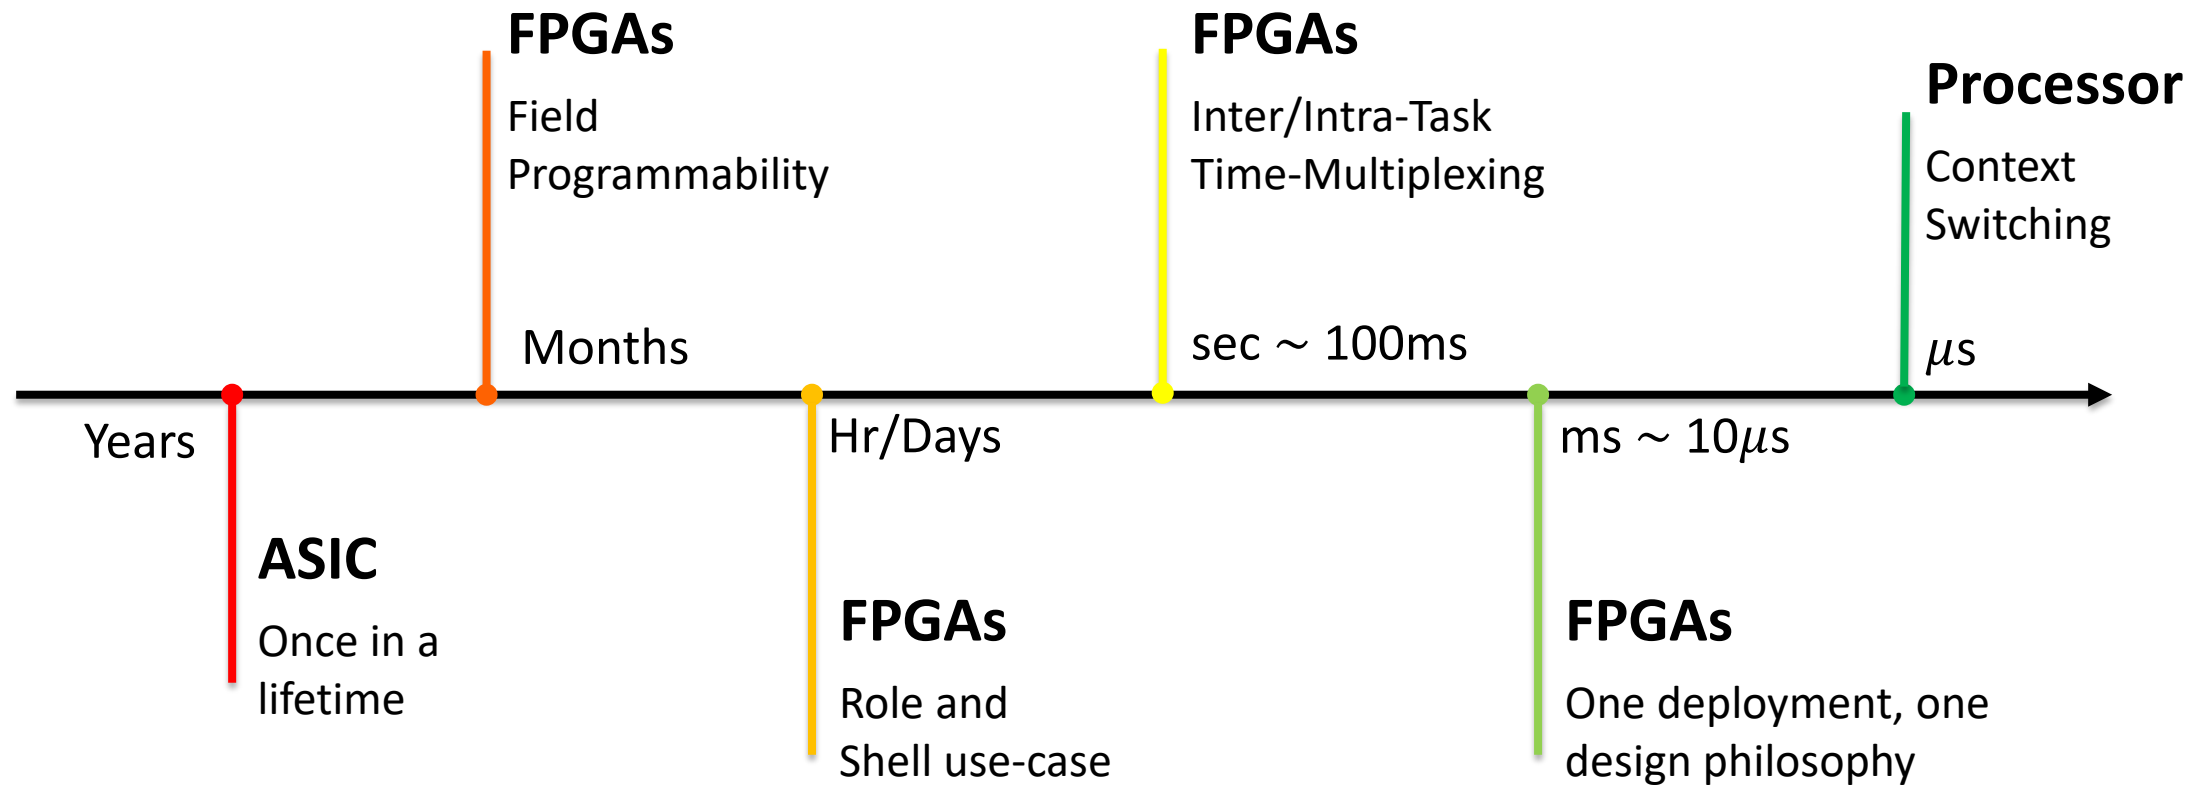 FPGAs
Field
Programmability
Months
FPGAs
Inter/Intra-Task
Time-Multiplexing
sec ~ 100ms
Processor
Context
Switching
𝜇s
Years
ASIC
Once in a
lifetime
Hr/Days
FPGAs
Role and
Shell use-case
ms ~ 10𝜇s
FPGAs
One deployment, one
design philosophy